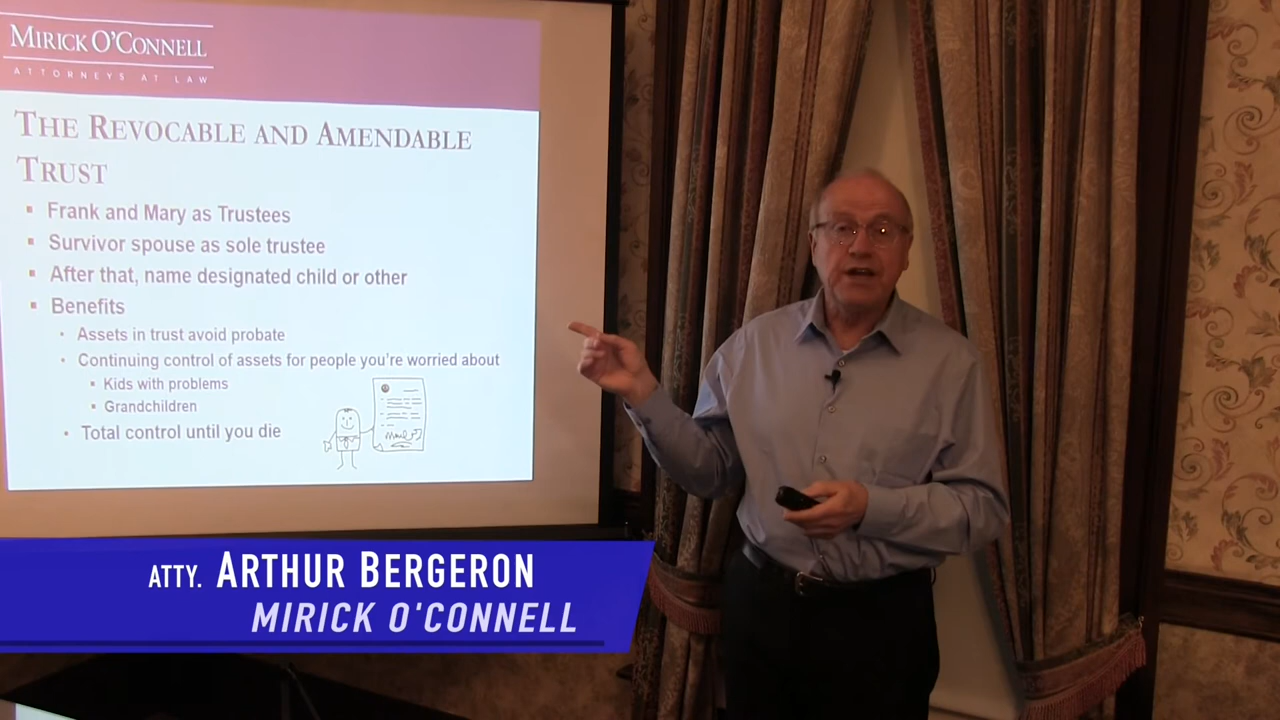 MIRICK O'CONNELL
ATTORNEYS AT LAW
THE REVOCABLE AND AMENDABLE
TRUST
▪ Frank and Mary as Trustees
▪ Survivor spouse as sole trustee
▪ After that, name designated child or other
▪ Benefits
• Assets in trust avoid probate
• Continuing control of assets for people you're worried about
▪ Kids with problems
▪ Grandchildren
• Total control until you die
ATTY. ARTHUR BERGERON
MIRICK O'CONNELL